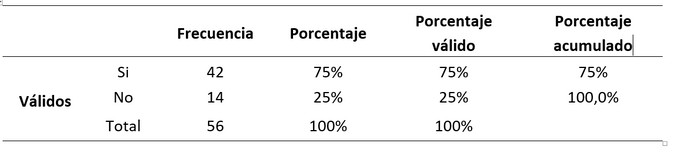 Frecuencia Porcentaje Porcentaje válido Porcentaje acumulado
Válidos
Si 42 75% 75% 75%
No 14 25% 25% 100,0%
Total 56 100% 100%